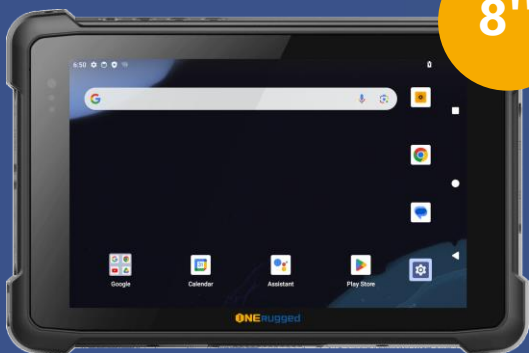 8"
6:50
Google
Calendar
Assistant
Play Store
ONERugged